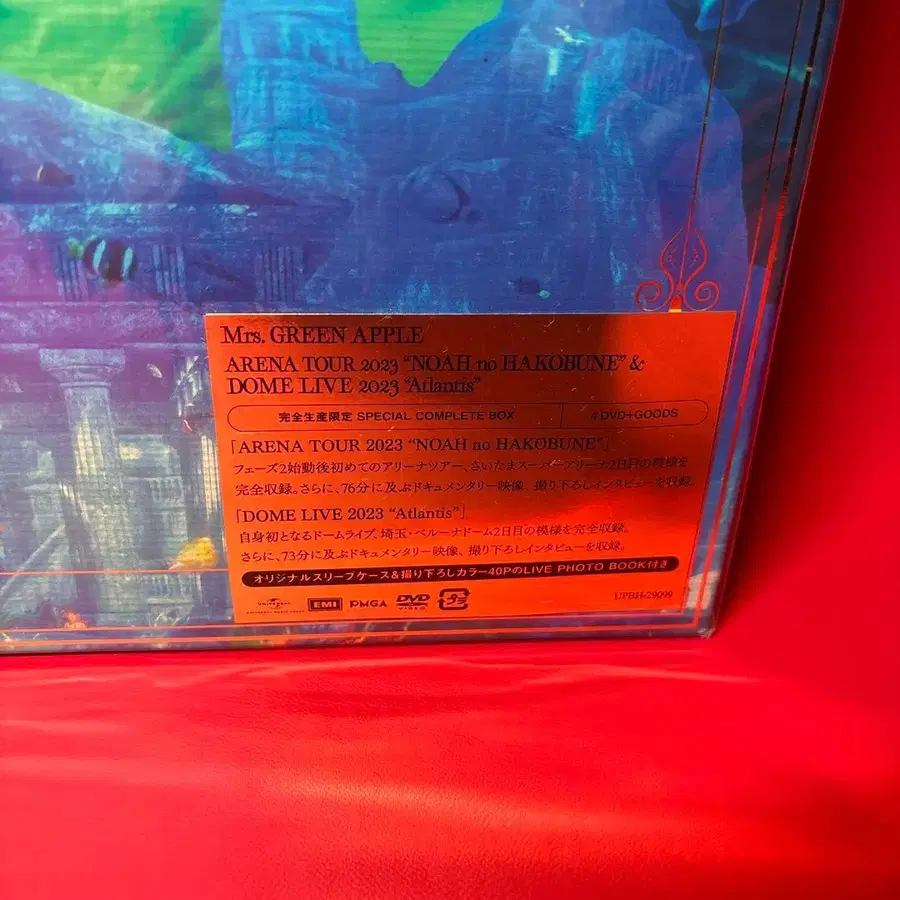 Mrs. GREEN APPLE
ARENA TOUR 2023 “NOAH no HAKOBUNE” &
DOME LIVE 2023 “Atlantis”
完全生産限定 SPECIAL COMPLETE BOX 4DVD+GOODS
「ARENA TOUR 2023 “NOAH no HAKOBUNE”」
フェーズ2始動後初めてのアリーナツアー、さいたまスーパーアリーナ2日目の模様を
完全収録。さらに、76分に及ぶドキュメンタリー映像、撮り下ろしインタビューを収録。
「DOME LIVE 2023 “Atlantis”」
自身初となるドームライブ、埼玉・ベルーナドーム2日目の模様を完全収録。
さらに、73分に及ぶドキュメンタリー映像、撮り下ろしインタビューを収録。
オリジナルスリーブケース&撮り下ろしカラー40PのLIVE PHOTO BOOK付き
UNIVERSAL EMI PMGA DVD VIDEO UPBH-29099